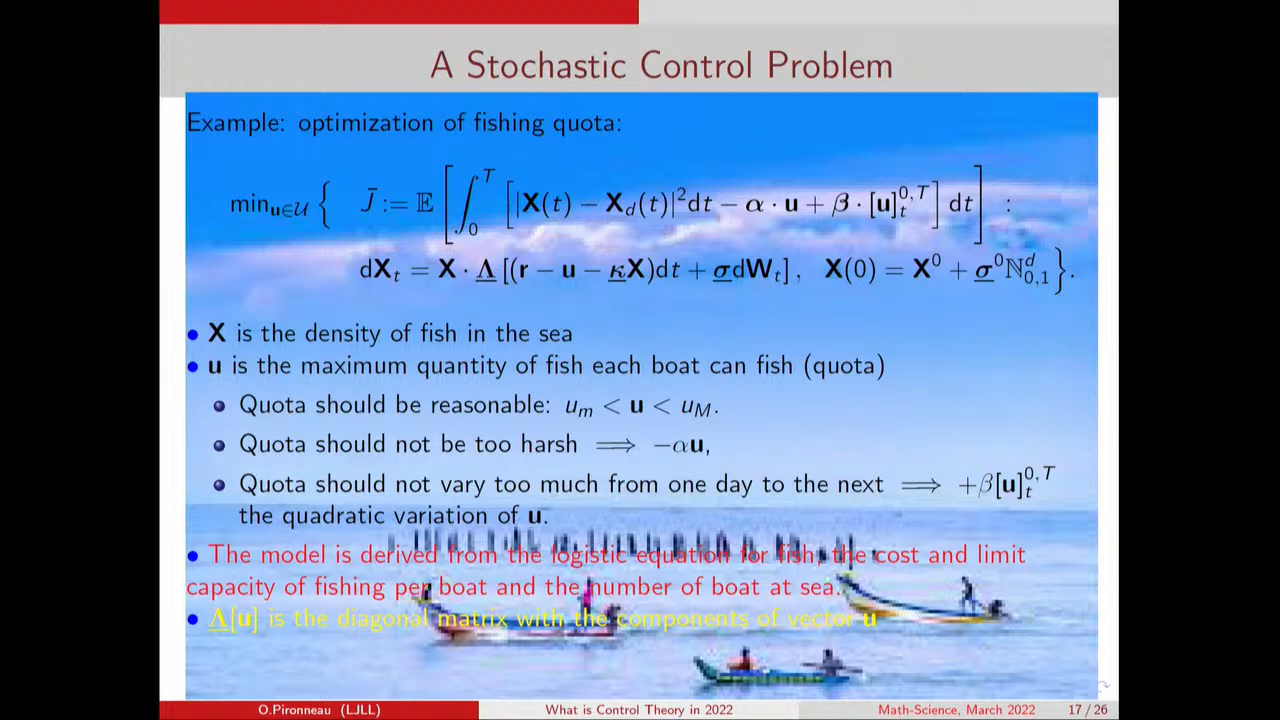 A Stochastic Control Problem
Example: optimization of fishing quota:
min_{u∈𝒰} { J̄ := 𝔼 [ ∫_0^T [ |X(t) − X_d(t)|²dt − α · u + β · [u]_t^{0,T} ] dt ] :
dX_t = X · Λ [(r − u − κX)dt + σdW_t] , X(0) = X⁰ + σ⁰ℕ^d_{0,1} } .
• X is the density of fish in the sea
• u is the maximum quantity of fish each boat can fish (quota)
Quota should be reasonable: u_m < u < u_M.
Quota should not be too harsh ⟹ −αu,
Quota should not vary too much from one day to the next ⟹ +β[u]_t^{0,T}
the quadratic variation of u.
• The model is derived from the logistic equation for fish, the cost and limit
capacity of fishing per boat and the number of boat at sea.
• Λ[u] is the diagonal matrix with the components of vector u
O.Pironneau (LJLL) What is Control Theory in 2022 Math-Science, March 2022 17 / 26